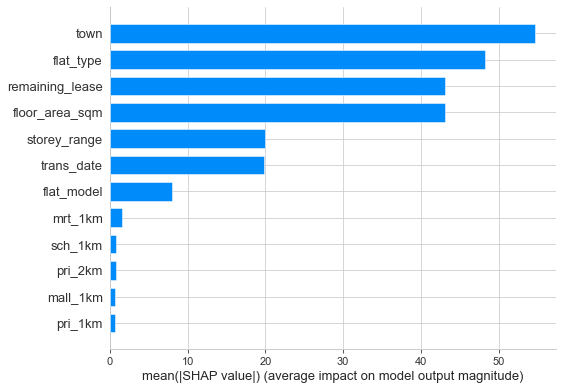 town
flat_type
remaining_lease
floor_area_sqm
storey_range
trans_date
flat_model
mrt_1km
sch_1km
pri_2km
mall_1km
pri_1km
0 10 20 30 40 50
mean(|SHAP value|) (average impact on model output magnitude)